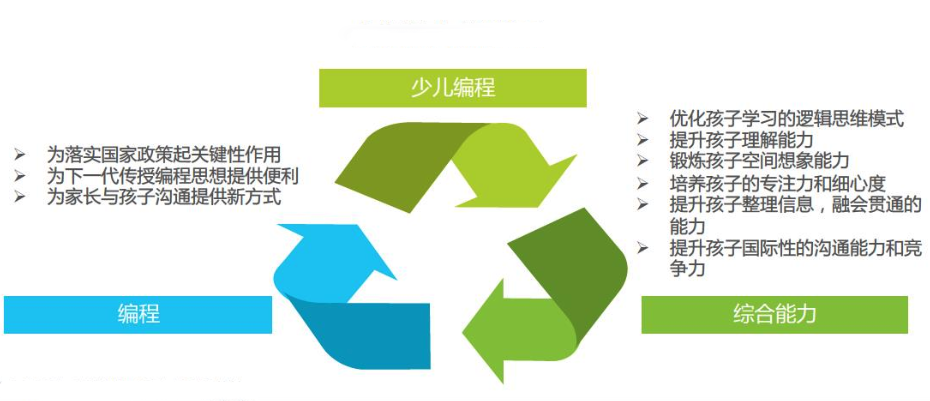 少儿编程
为落实国家政策起关键性作用
为下一代传授编程思想提供便利
为家长与孩子沟通提供新方式
优化孩子学习的逻辑思维模式
提升孩子理解能力
锻炼孩子空间想象能力
培养孩子的专注力和细心度
提升孩子整理信息，融会贯通的
能力
提升孩子国际性的沟通能力和竞
争力
编程
综合能力